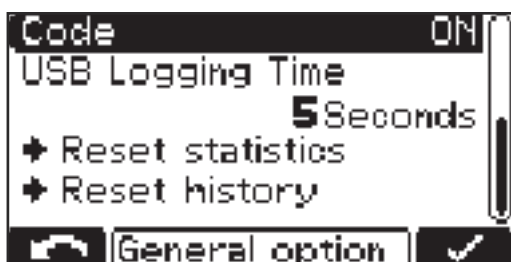 Code ON
USB Logging Time
5 Seconds
Reset statistics
Reset history
General option